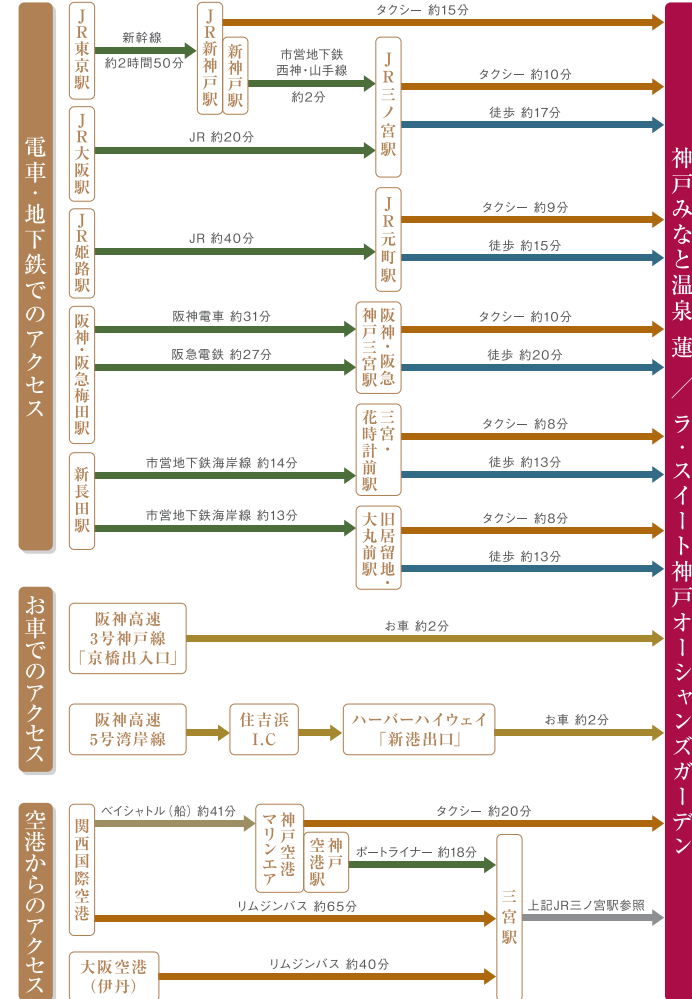 電車・地下鉄でのアクセス
JR東京駅
新幹線
約2時間50分
JR新神戸駅
新神戸駅
タクシー 約15分
市営地下鉄
西神・山手線
約2分
JR三ノ宮駅
タクシー 約10分
徒歩 約17分
JR大阪駅
JR 約20分
JR姫路駅
JR 約40分
JR元町駅
タクシー 約9分
徒歩 約15分
阪神・阪急梅田駅
阪神電車 約31分
阪急電鉄 約27分
阪神・阪急
神戸三宮駅
タクシー 約10分
徒歩 約20分
新長田駅
市営地下鉄海岸線 約14分
三宮・
花時計前駅
タクシー 約8分
徒歩 約13分
市営地下鉄海岸線 約13分
旧居留地・
大丸前駅
タクシー 約8分
徒歩 約13分
お車でのアクセス
阪神高速
3号神戸線
「京橋出入口」
お車 約2分
阪神高速
5号湾岸線
住吉浜
I.C
ハーバーハイウェイ
「新港出口」
お車 約2分
空港からのアクセス
関西国際空港
ベイシャトル(船) 約41分
神戸空港
マリンエア
神戸
空港駅
タクシー 約20分
ポートライナー 約18分
リムジンバス 約65分
三宮駅
上記JR三ノ宮駅参照
大阪空港
(伊丹)
リムジンバス 約40分
神戸みなと温泉 蓮 / ラ・スイート神戸オーシャンズガーデン